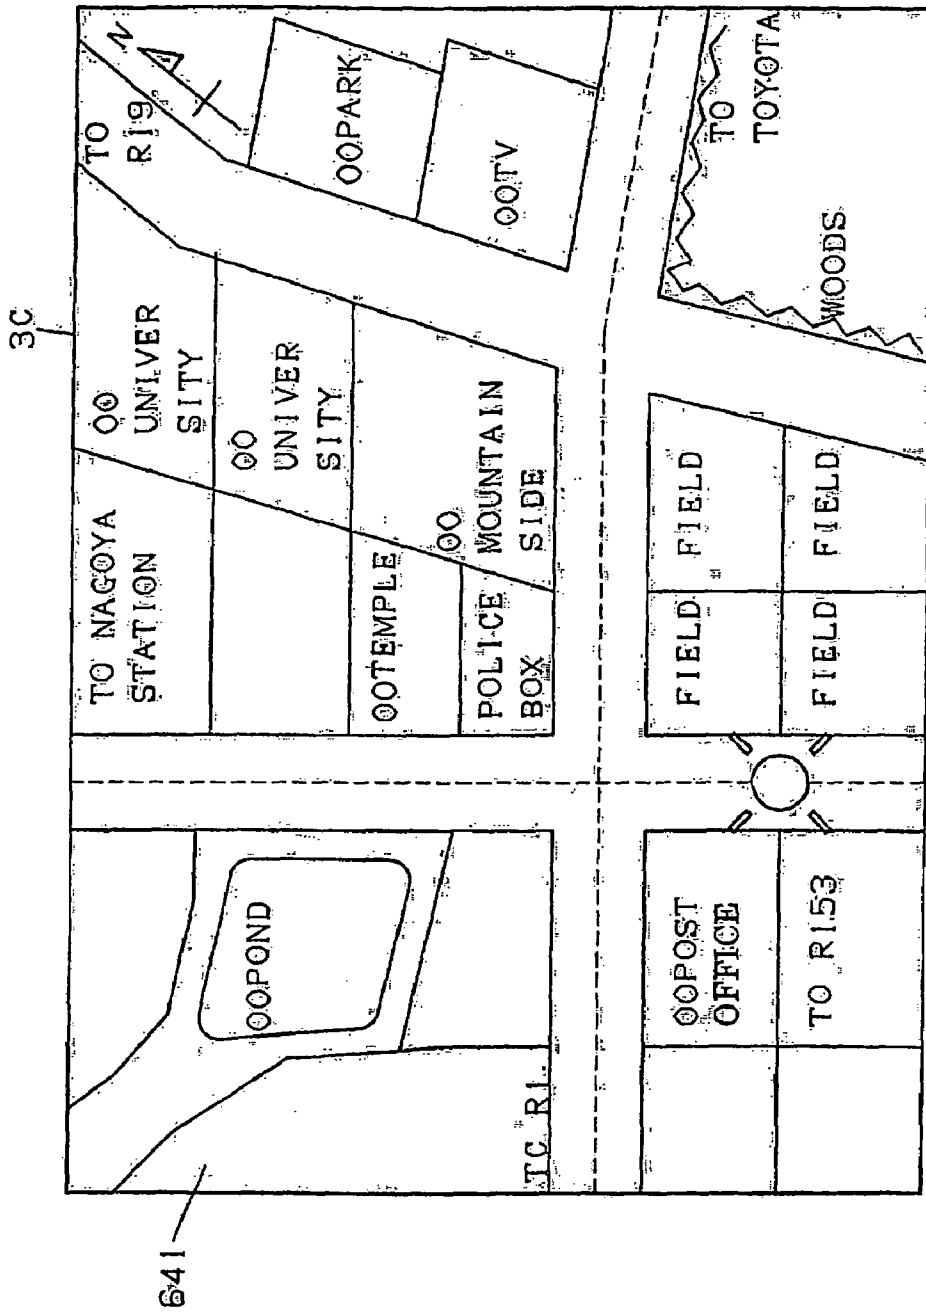 3C
TO NAGOYA
STATION
OO
UNIVER
SITY
TO
R19
N
641
OOPOND
OO
UNIVER
SITY
OOPARK
OOTEMPLE
OO
MOUNTAIN
SIDE
OOTV
POLICE
BOX
TC R1.
OOPOST
OFFICE
FIELD
FIELD
TO
TOYOTA
TO R153
FIELD
FIELD
WOODS